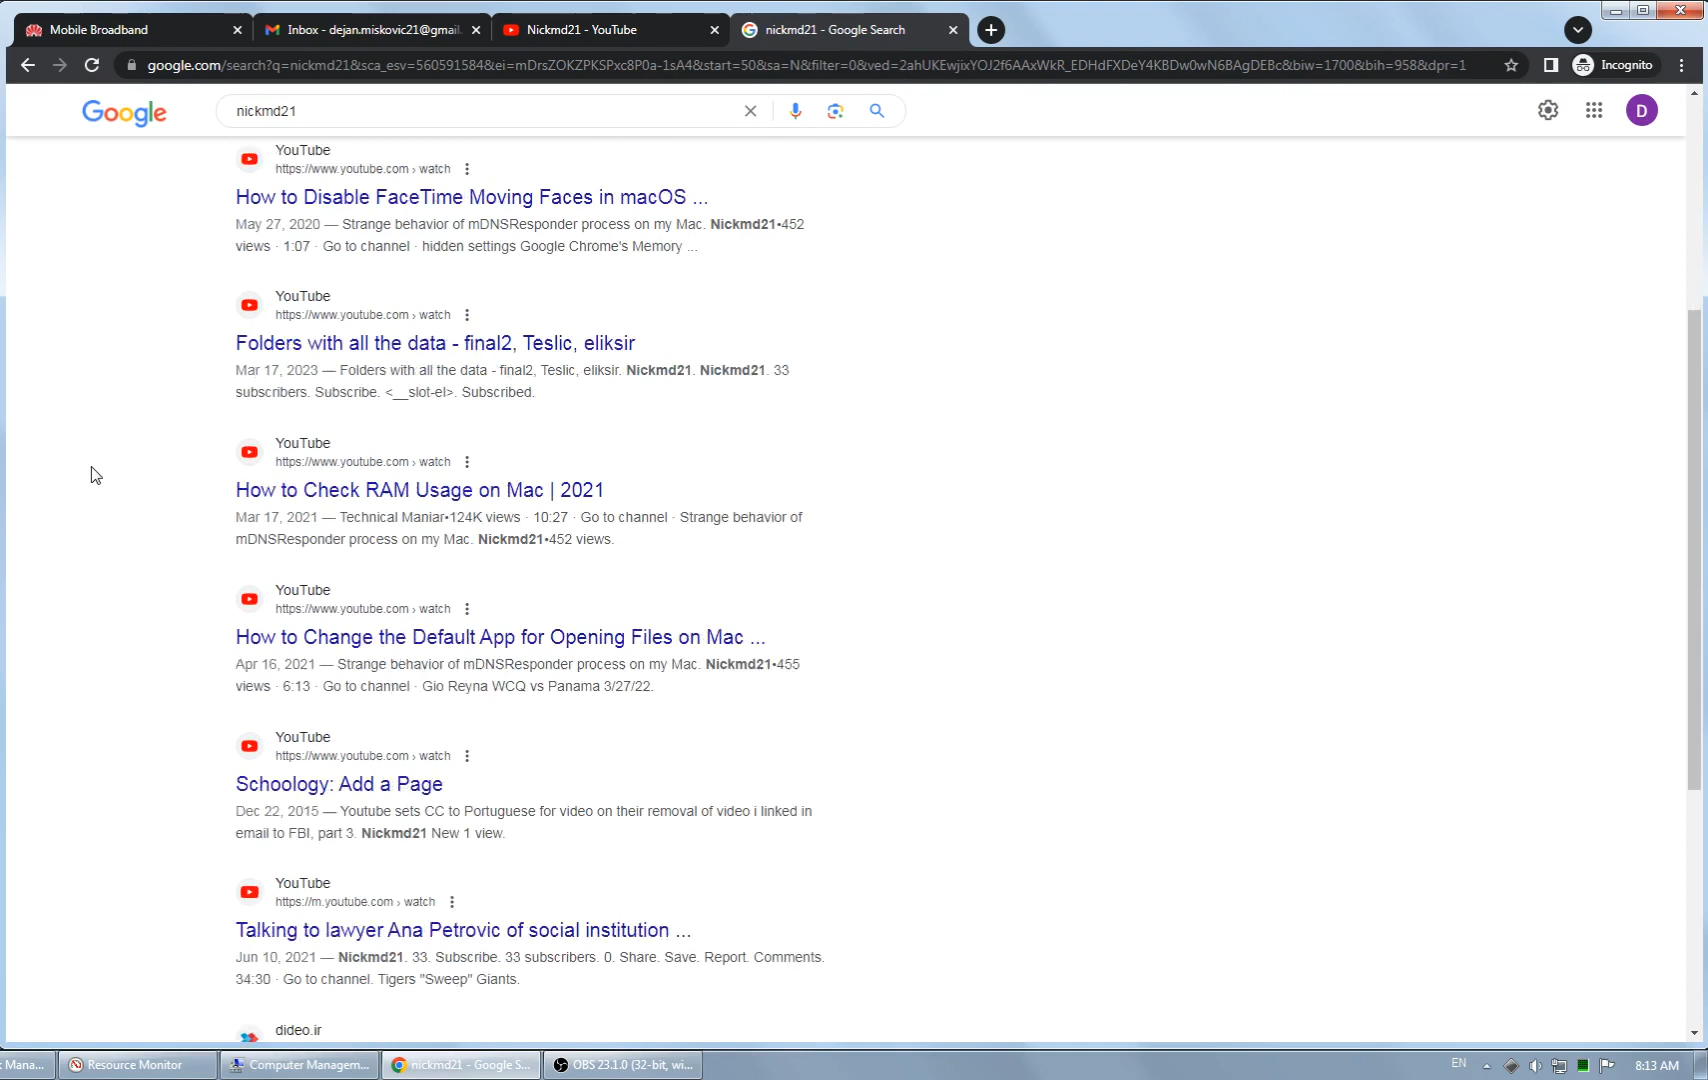 Mobile Broadband
Inbox - dejan.miskovic21@gmail.
Nickmd21 - YouTube
nickmd21 - Google Search
google.com/search?q=nickmd21&sca_esv=560591584&ei=mDrsZOKZPKSPxc8P0a-1sA4&start=50&sa=N&filter=0&ved=2ahUKEwjixYOJ2f6AAxWkR_EDHdFXDeY4KBDw0wN6BAgDEBc&biw=1700&bih=958&dpr=1
Incognito
Google
nickmd21
D
YouTube
https://www.youtube.com › watch
How to Disable FaceTime Moving Faces in macOS ...
May 27, 2020 — Strange behavior of mDNSResponder process on my Mac. Nickmd21•452
views · 1:07 · Go to channel · hidden settings Google Chrome's Memory ...
YouTube
https://www.youtube.com › watch
Folders with all the data - final2, Teslic, eliksir
Mar 17, 2023 — Folders with all the data - final2, Teslic, eliksir. Nickmd21. Nickmd21. 33
subscribers. Subscribe. <__slot-el>. Subscribed.
YouTube
https://www.youtube.com › watch
How to Check RAM Usage on Mac | 2021
Mar 17, 2021 — Technical Maniar•124K views · 10:27 · Go to channel · Strange behavior of
mDNSResponder process on my Mac. Nickmd21•452 views.
YouTube
https://www.youtube.com › watch
How to Change the Default App for Opening Files on Mac ...
Apr 16, 2021 — Strange behavior of mDNSResponder process on my Mac. Nickmd21•455
views · 6:13 · Go to channel · Gio Reyna WCQ vs Panama 3/27/22.
YouTube
https://www.youtube.com › watch
Schoology: Add a Page
Dec 22, 2015 — Youtube sets CC to Portuguese for video on their removal of video i linked in
email to FBI, part 3. Nickmd21 New 1 view.
YouTube
https://m.youtube.com › watch
Talking to lawyer Ana Petrovic of social institution ...
Jun 10, 2021 — Nickmd21. 33. Subscribe. 33 subscribers. 0. Share. Save. Report. Comments.
34:30 · Go to channel. Tigers "Sweep" Giants.
dideo.ir
Mana...
Resource Monitor
Computer Managem...
nickmd21 - Google S...
OBS 23.1.0 (32-bit, wi...
EN
8:13 AM